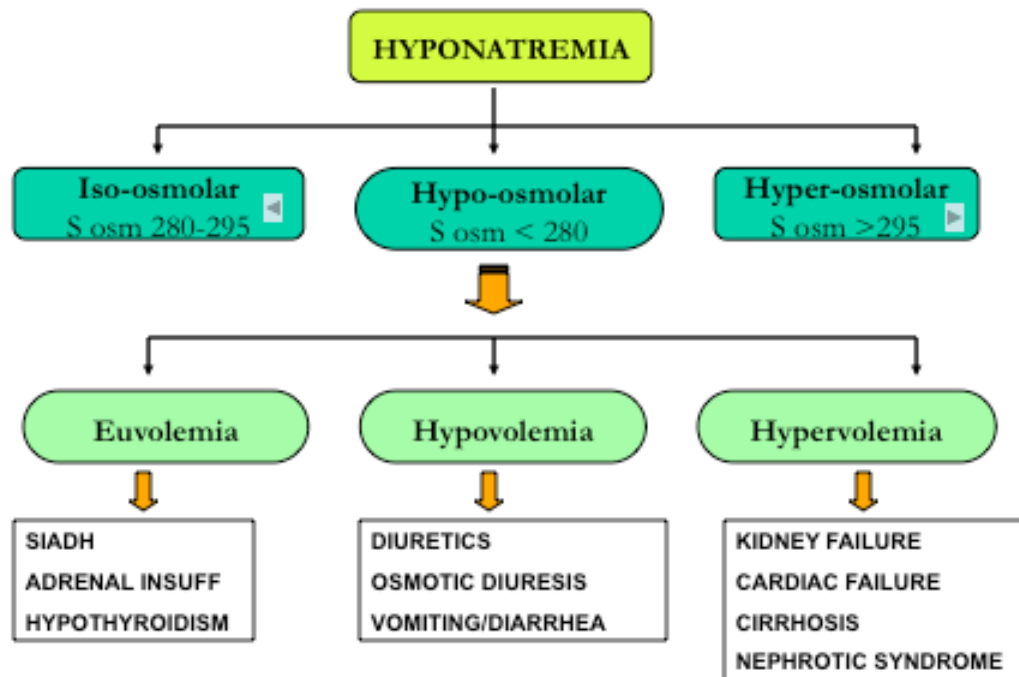 HYPONATREMIA
Iso-osmolar
S osm 280-295
Hypo-osmolar
S osm < 280
Hyper-osmolar
S osm >295
Euvolemia
Hypovolemia
Hypervolemia
SIADH
ADRENAL INSUFF
HYPOTHYROIDISM
DIURETICS
OSMOTIC DIURESIS
VOMITING/DIARRHEA
KIDNEY FAILURE
CARDIAC FAILURE
CIRRHOSIS
NEPHROTIC SYNDROME